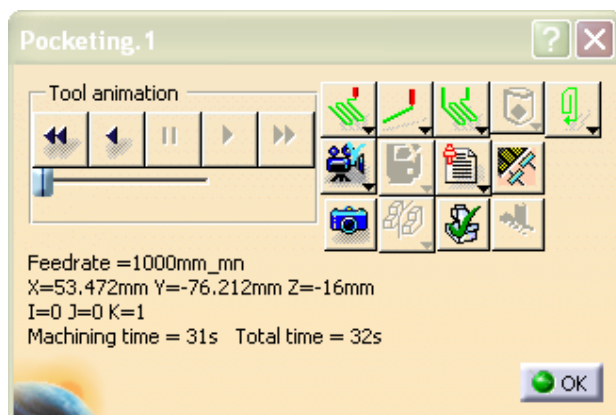 Pocketing.1
Tool animation
Feedrate =1000mm_mn
X=53.472mm Y=-76.212mm Z=-16mm
I=0 J=0 K=1
Machining time = 31s   Total time = 32s
OK